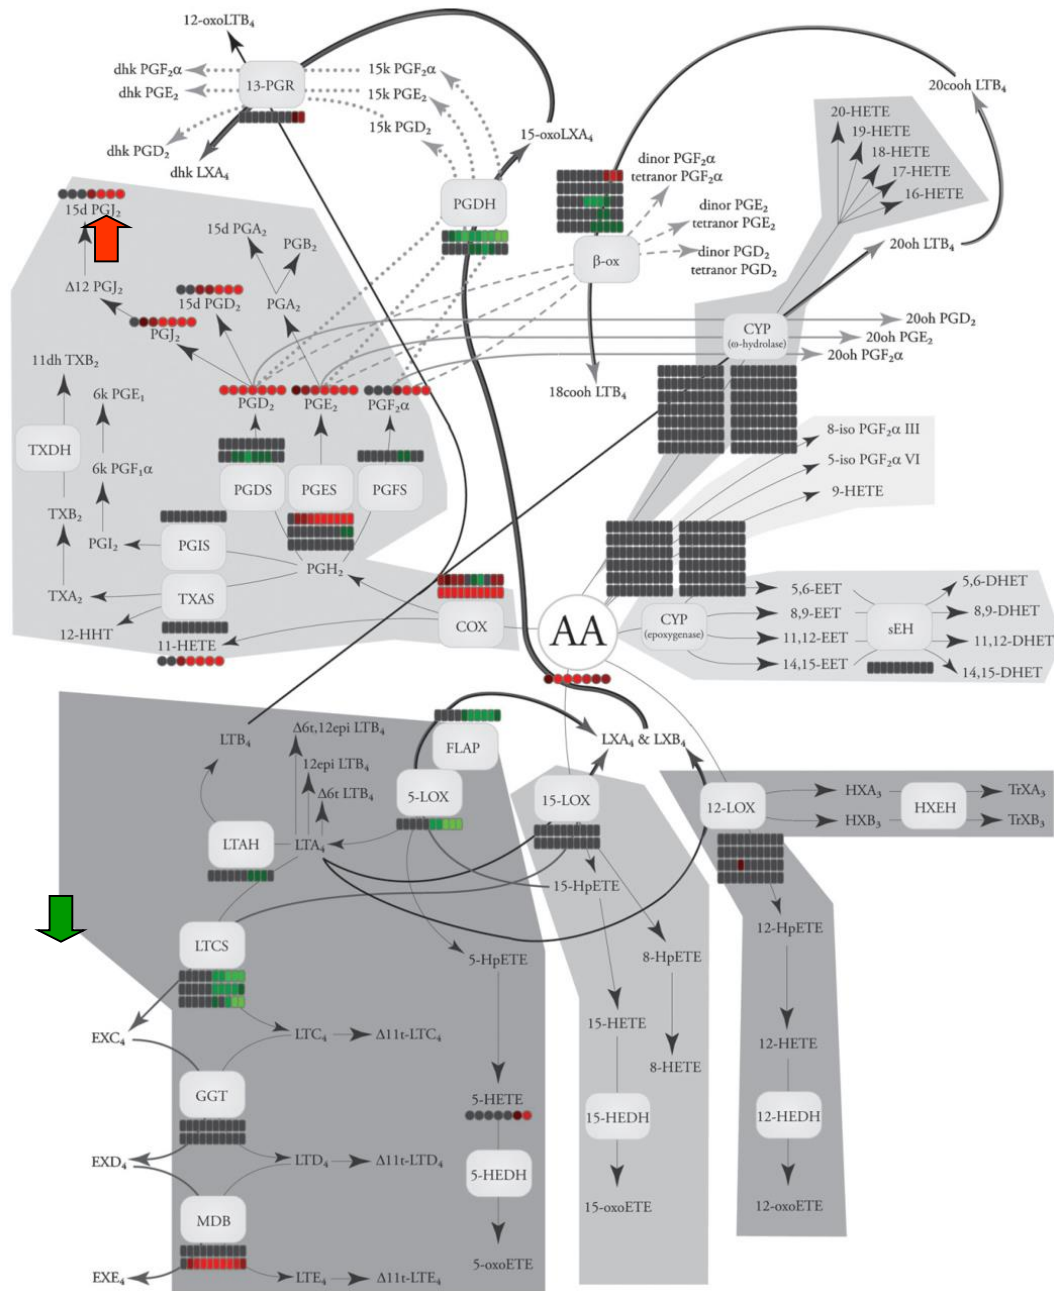 12-oxoLTB₄
dhk PGF₂α
13-PGR
15k PGF₂α
dhk PGE₂
15k PGE₂
15k PGD₂
dhk PGD₂
dhk LXA₄
15-oxoLXA₄
20cooh LTB₄
20-HETE
19-HETE
18-HETE
17-HETE
16-HETE
dinor PGF₂α
tetranor PGF₂α
PGDH
dinor PGE₂
tetranor PGE₂
β-ox
dinor PGD₂
tetranor PGD₂
20oh LTB₄
15d PGJ₂
15d PGA₂
PGB₂
Δ12 PGJ₂
15d PGD₂
PGA₂
PGJ₂
CYP
(ω-hydrolase)
20oh PGD₂
20oh PGE₂
20oh PGF₂α
11dh TXB₂
6k PGE₁
18cooh LTB₄
PGD₂
PGE₂
PGF₂α
8-iso PGF₂α III
5-iso PGF₂α VI
9-HETE
TXDH
6k PGF₁α
PGDS
PGES
PGFS
TXB₂
PGIS
PGI₂
PGH₂
TXA₂
TXAS
12-HHT
11-HETE
COX
AA
CYP
(epoxygenase)
5,6-EET
8,9-EET
11,12-EET
14,15-EET
sEH
5,6-DHET
8,9-DHET
11,12-DHET
14,15-DHET
LTB₄
Δ6t,12epi LTB₄
12epi LTB₄
Δ6t LTB₄
FLAP
LXA₄ & LXB₄
5-LOX
15-LOX
12-LOX
HXA₃
HXB₃
HXEH
TrXA₃
TrXB₃
LTAH
LTA₄
15-HpETE
LTCS
5-HpETE
8-HpETE
12-HpETE
EXC₄
LTC₄
Δ11t-LTC₄
15-HETE
8-HETE
12-HETE
GGT
5-HETE
15-HEDH
12-HEDH
EXD₄
LTD₄
Δ11t-LTD₄
5-HEDH
MDB
15-oxoETE
12-oxoETE
5-oxoETE
EXE₄
LTE₄
Δ11t-LTE₄